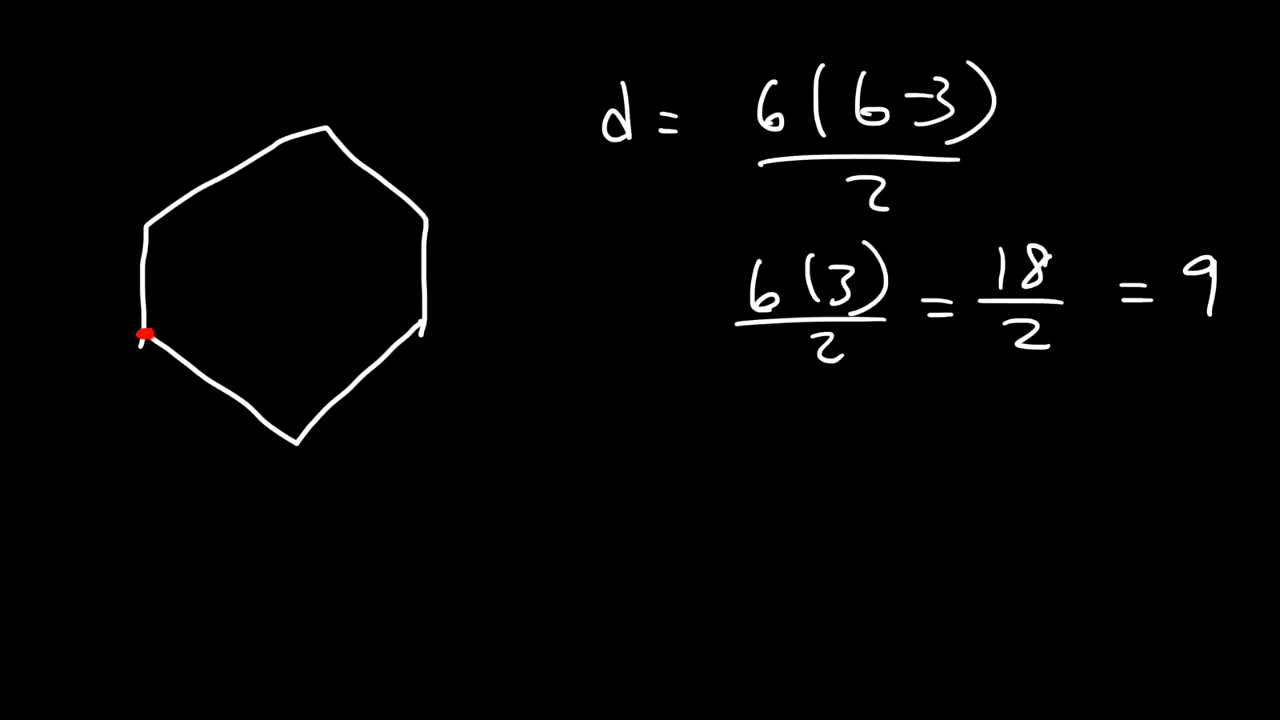 d = 6(6-3)/2
6(3)/2 = 18/2 = 9